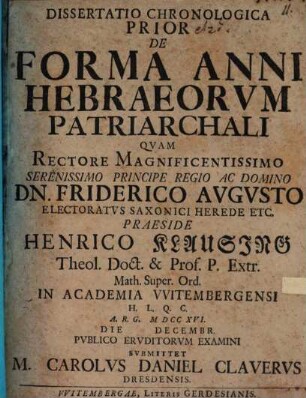 DISSERTATIO CHRONOLOGICA
PRIOR
DE
FORMA ANNI
HEBRAEORVM
PATRIARCHALI
QVAM
RECTORE MAGNIFICENTISSIMO
SERENISSIMO PRINCIPE REGIO AC DOMINO
DN. FRIDERICO AVGVSTO
ELECTORATVS SAXONICI HEREDE ETC.
PRAESIDE
HENRICO KLAUSING
Theol. Doct. & Prof. P. Extr.
Math. Super. Ord.
IN ACADEMIA VVITEMBERGENSI
H. L. Q. C.
A. R. G. M DCC XVI.
DIE DECEMBR.
PVBLICO ERVDITORVM EXAMINI
SVBMITTET
M. CAROLVS DANIEL CLAVERVS
DRESDENSIS.
VVITEMBERGAE, LITERIS GERDESIANIS.